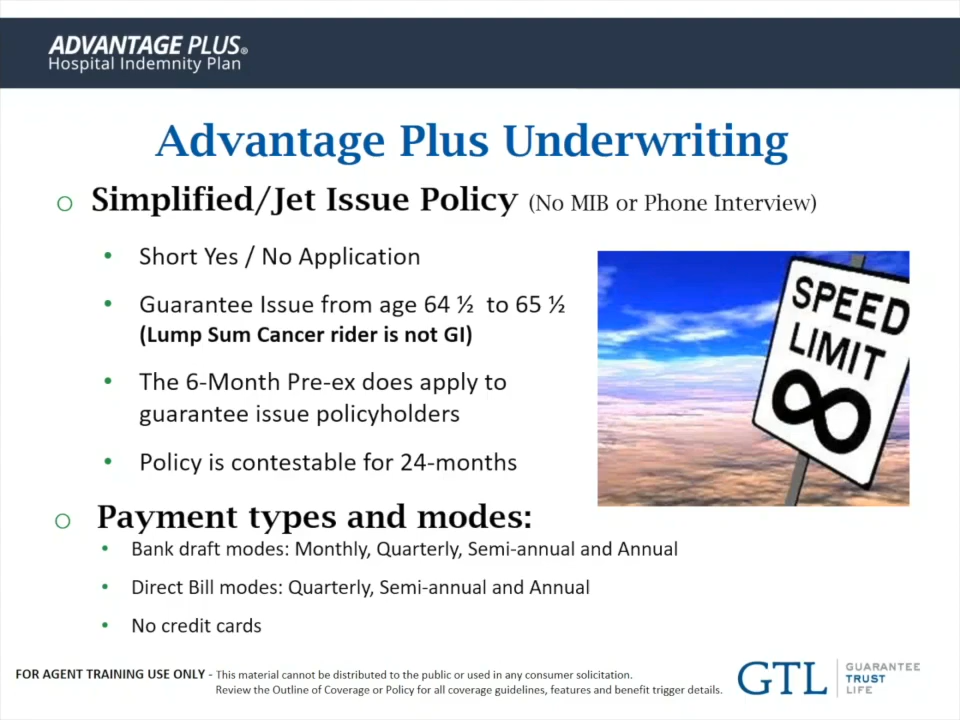 ADVANTAGE PLUS®
Hospital Indemnity Plan
Advantage Plus Underwriting
Simplified/Jet Issue Policy (No MIB or Phone Interview)
• Short Yes / No Application
• Guarantee Issue from age 64 ½ to 65 ½
(Lump Sum Cancer rider is not GI)
• The 6-Month Pre-ex does apply to
guarantee issue policyholders
• Policy is contestable for 24-months
SPEED
LIMIT
∞
Payment types and modes:
• Bank draft modes: Monthly, Quarterly, Semi-annual and Annual
• Direct Bill modes: Quarterly, Semi-annual and Annual
• No credit cards
FOR AGENT TRAINING USE ONLY - This material cannot be distributed to the public or used in any consumer solicitation.
Review the Outline of Coverage or Policy for all coverage guidelines, features and benefit trigger details.
GTL
GUARANTEE
TRUST
LIFE